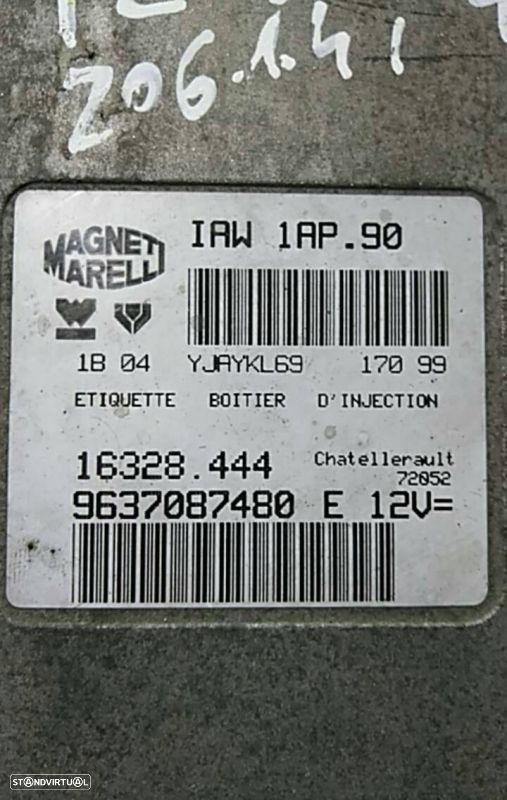 206.1.4 i
MAGNETI
MARELLI
IAW 1AP.90
1B 04 YJAYKL69 170 99
ETIQUETTE BOITIER D'INJECTION
16328.444 Chatellerault
72052
9637087480 E 12V=
STANDVIRTUAL